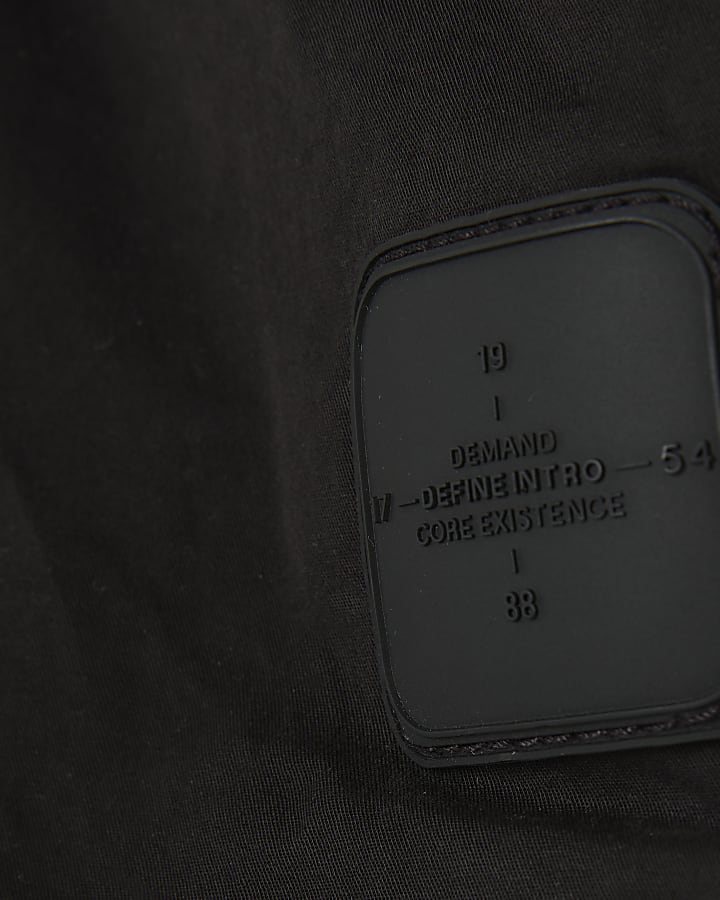 19
|
DEMAND
17 — DEFINE INTRO — 54
CORE EXISTENCE
|
88